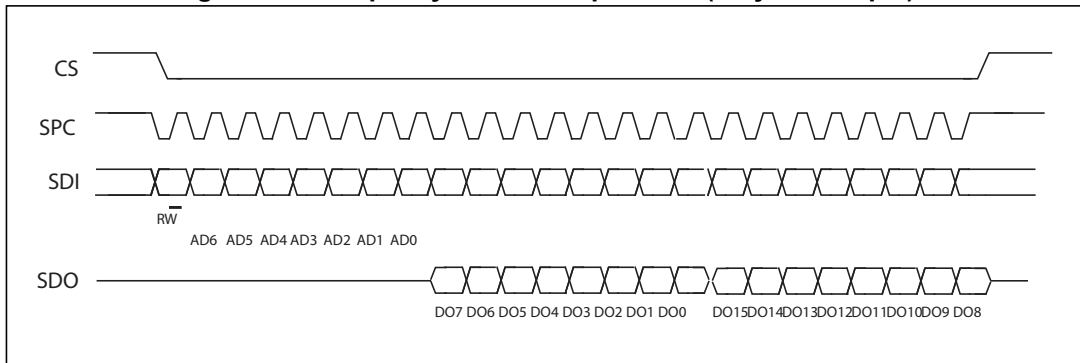 CS
SPC
SDI
RW
AD6 AD5 AD4 AD3 AD2 AD1 AD0
SDO
DO7 DO6 DO5 DO4 DO3 DO2 DO1 DO0 DO15DO14DO13DO12DO11DO10DO9 DO8